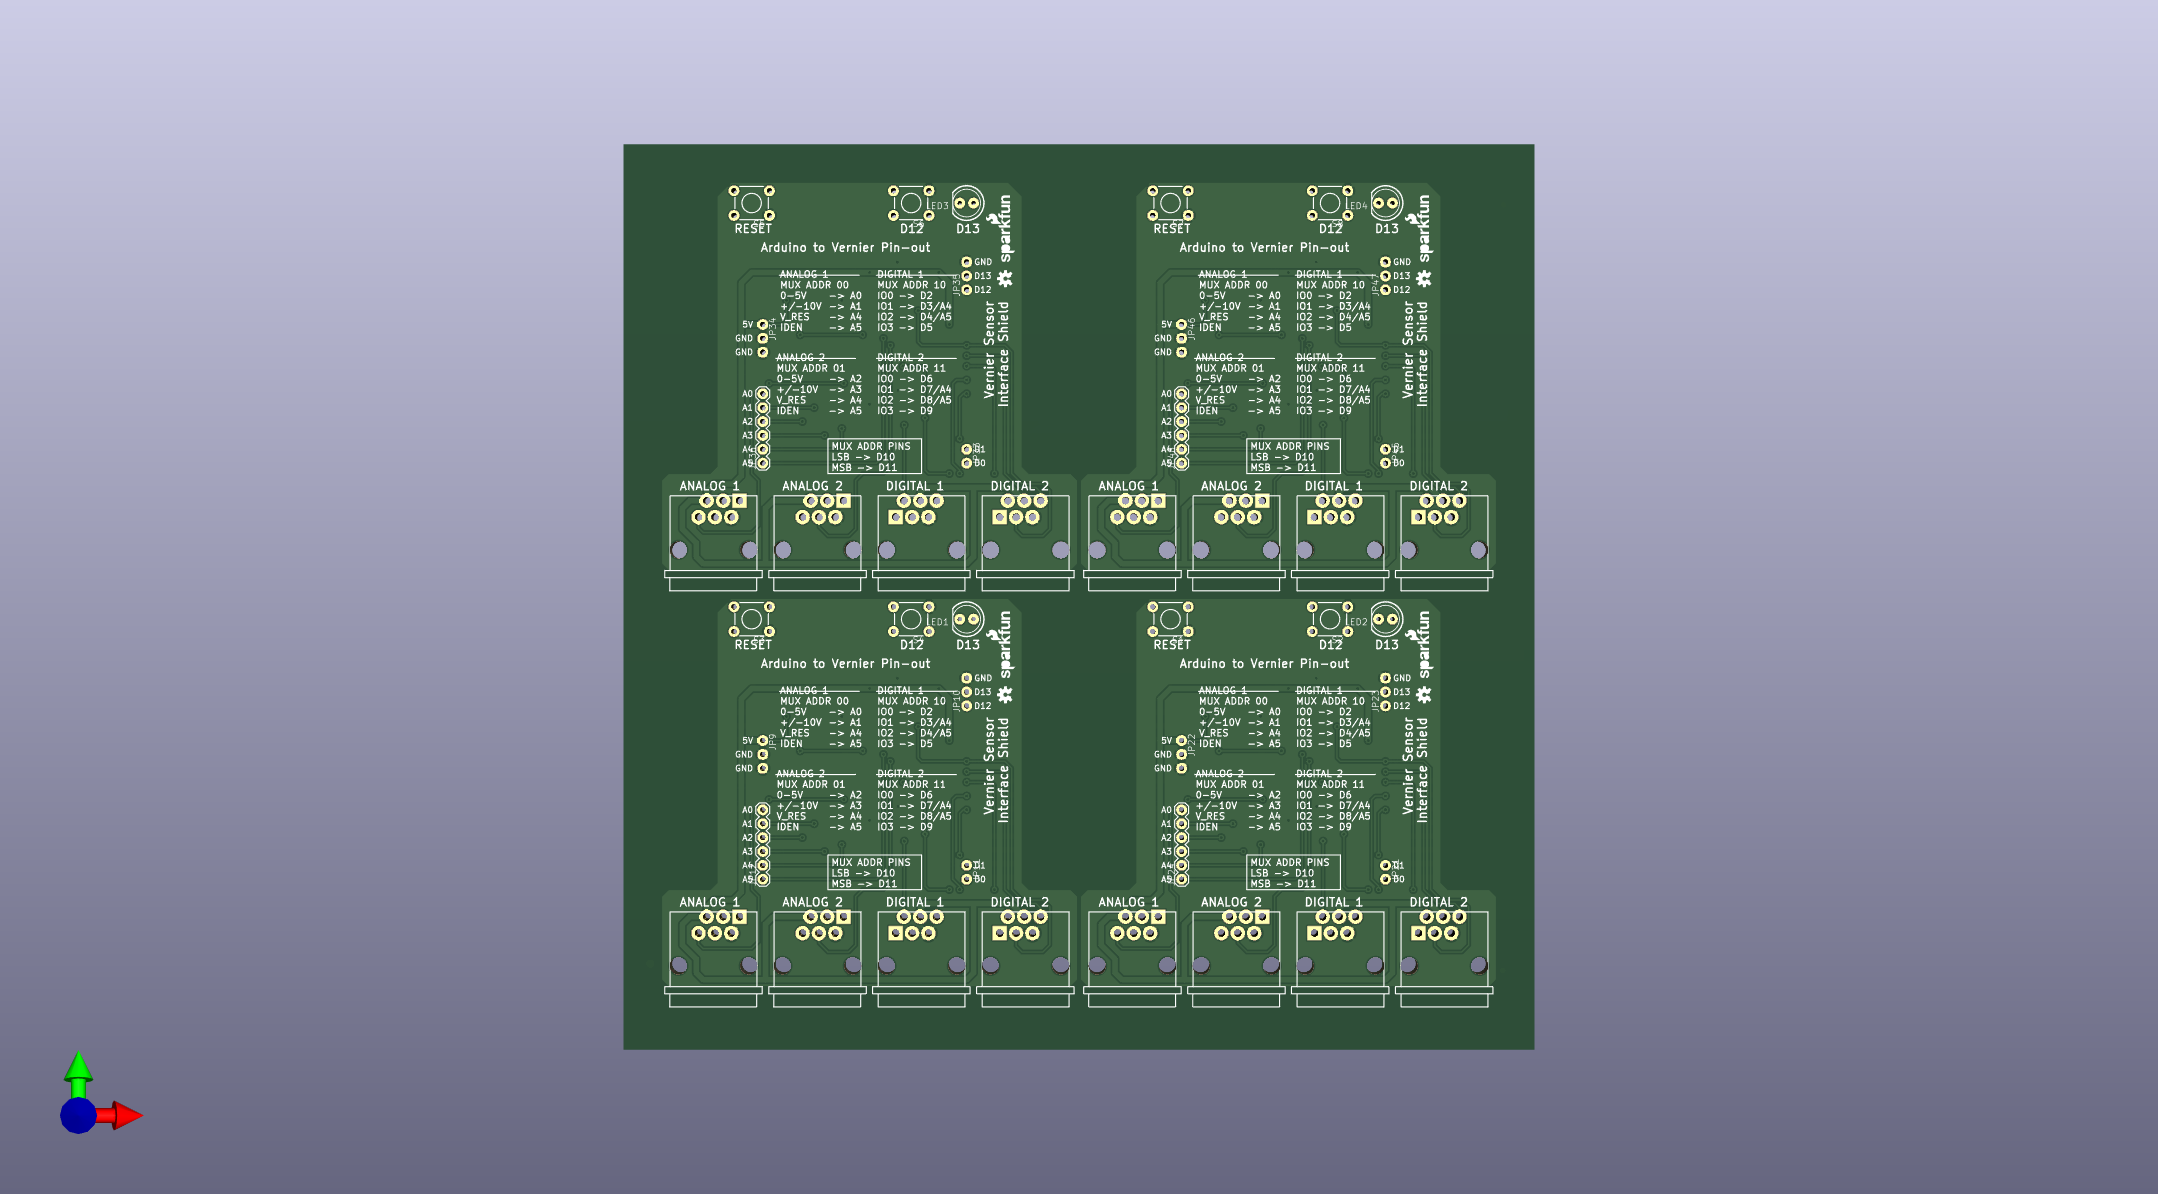 RESET
D12
LED3
D13
sparkfun
Arduino to Vernier Pin-out
GND
D13
D12
Vernier Sensor
Interface Shield
ANALOG 1
MUX ADDR 00
0-5V -> A0
+/-10V -> A1
V_RES -> A4
IDEN -> A5
DIGITAL 1
MUX ADDR 10
IO0 -> D2
IO1 -> D3/A4
IO2 -> D4/A5
IO3 -> D5
5V
GND
GND
JP34
ANALOG 2
MUX ADDR 01
0-5V -> A2
+/-10V -> A3
V_RES -> A4
IDEN -> A5
DIGITAL 2
MUX ADDR 11
IO0 -> D6
IO1 -> D7/A4
IO2 -> D8/A5
IO3 -> D9
A0
A1
A2
A3
A4
A5
MUX ADDR PINS
LSB -> D10
MSB -> D11
D1
D0
ANALOG 1
ANALOG 2
DIGITAL 1
DIGITAL 2
RESET
D12
LED4
D13
sparkfun
Arduino to Vernier Pin-out
GND
D13
D12
Vernier Sensor
Interface Shield
ANALOG 1
MUX ADDR 00
0-5V -> A0
+/-10V -> A1
V_RES -> A4
IDEN -> A5
DIGITAL 1
MUX ADDR 10
IO0 -> D2
IO1 -> D3/A4
IO2 -> D4/A5
IO3 -> D5
5V
GND
GND
JP46
ANALOG 2
MUX ADDR 01
0-5V -> A2
+/-10V -> A3
V_RES -> A4
IDEN -> A5
DIGITAL 2
MUX ADDR 11
IO0 -> D6
IO1 -> D7/A4
IO2 -> D8/A5
IO3 -> D9
A0
A1
A2
A3
A4
A5
MUX ADDR PINS
LSB -> D10
MSB -> D11
D1
D0
ANALOG 1
ANALOG 2
DIGITAL 1
DIGITAL 2
RESET
D12
LED1
D13
sparkfun
Arduino to Vernier Pin-out
GND
D13
D12
JP10
Vernier Sensor
Interface Shield
ANALOG 1
MUX ADDR 00
0-5V -> A0
+/-10V -> A1
V_RES -> A4
IDEN -> A5
DIGITAL 1
MUX ADDR 10
IO0 -> D2
IO1 -> D3/A4
IO2 -> D4/A5
IO3 -> D5
5V
GND
GND
JP9
ANALOG 2
MUX ADDR 01
0-5V -> A2
+/-10V -> A3
V_RES -> A4
IDEN -> A5
DIGITAL 2
MUX ADDR 11
IO0 -> D6
IO1 -> D7/A4
IO2 -> D8/A5
IO3 -> D9
A0
A1
A2
A3
A4
A5
MUX ADDR PINS
LSB -> D10
MSB -> D11
D1
D0
ANALOG 1
ANALOG 2
DIGITAL 1
DIGITAL 2
RESET
D12
LED2
D13
sparkfun
Arduino to Vernier Pin-out
GND
D13
D12
Vernier Sensor
Interface Shield
ANALOG 1
MUX ADDR 00
0-5V -> A0
+/-10V -> A1
V_RES -> A4
IDEN -> A5
DIGITAL 1
MUX ADDR 10
IO0 -> D2
IO1 -> D3/A4
IO2 -> D4/A5
IO3 -> D5
5V
GND
GND
JP22
ANALOG 2
MUX ADDR 01
0-5V -> A2
+/-10V -> A3
V_RES -> A4
IDEN -> A5
DIGITAL 2
MUX ADDR 11
IO0 -> D6
IO1 -> D7/A4
IO2 -> D8/A5
IO3 -> D9
A0
A1
A2
A3
A4
A5
MUX ADDR PINS
LSB -> D10
MSB -> D11
D1
D0
ANALOG 1
ANALOG 2
DIGITAL 1
DIGITAL 2